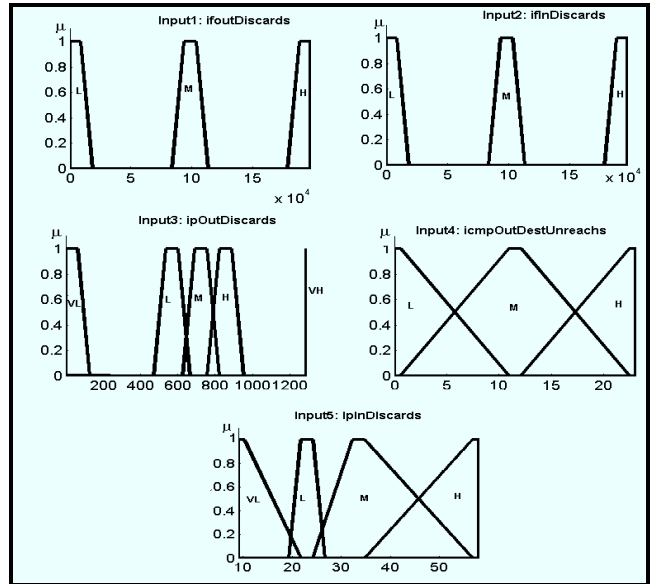 Input1: ifoutDiscards
μ
1
0.8
0.6
0.4
0.2
0
L
M
H
0 5 10 15
x 10^4
Input2: ifInDiscards
μ
1
0.8
0.6
0.4
0.2
0
L
M
H
0 5 10 15
x 10^4
Input3: ipOutDiscards
μ
1
0.8
0.6
0.4
0.2
0
VL
L
M
H
VH
200 400 600 800 1000 1200
Input4: icmpOutDestUnreachs
μ
1
0.8
0.6
0.4
0.2
0
L
M
H
0 5 10 15 20
Input5: ipInDiscards
μ
1
0.8
0.6
0.4
0.2
0
VL
L
M
H
10 20 30 40 50